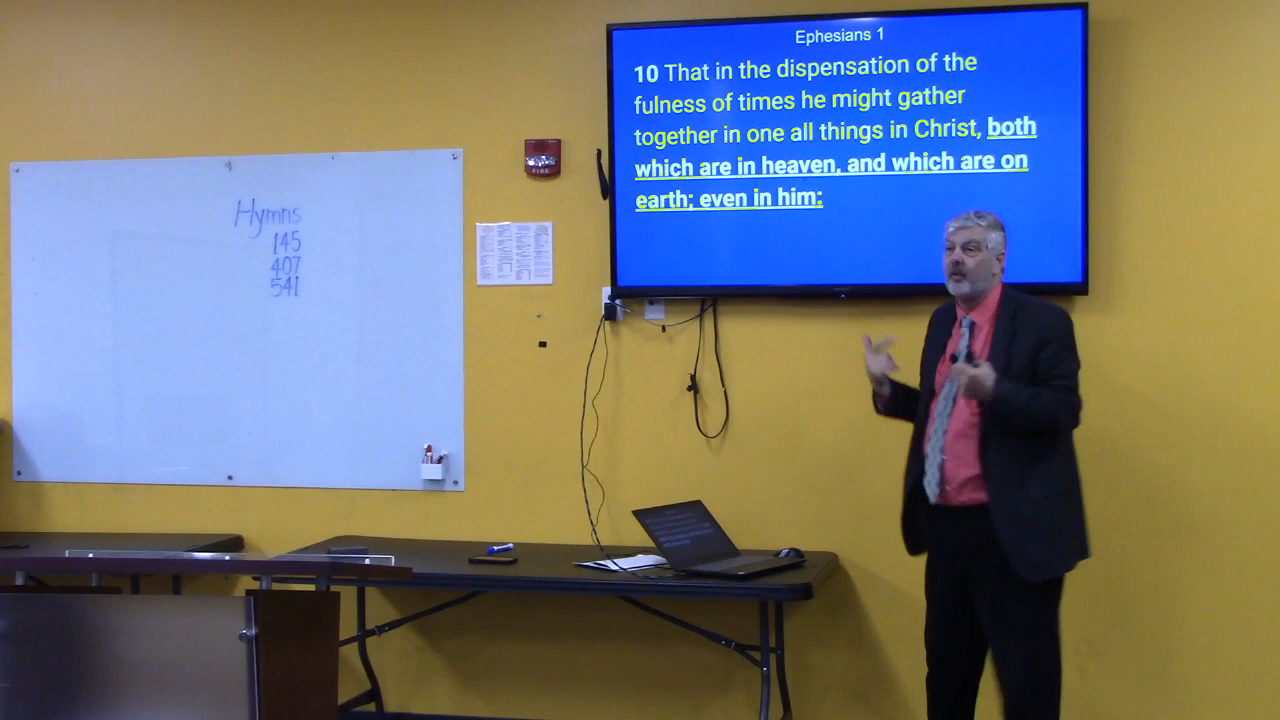 Ephesians 1
10 That in the dispensation of the
fulness of times he might gather
together in one all things in Christ, both
which are in heaven, and which are on
earth; even in him:
Hymns
145
407
541
FIRE